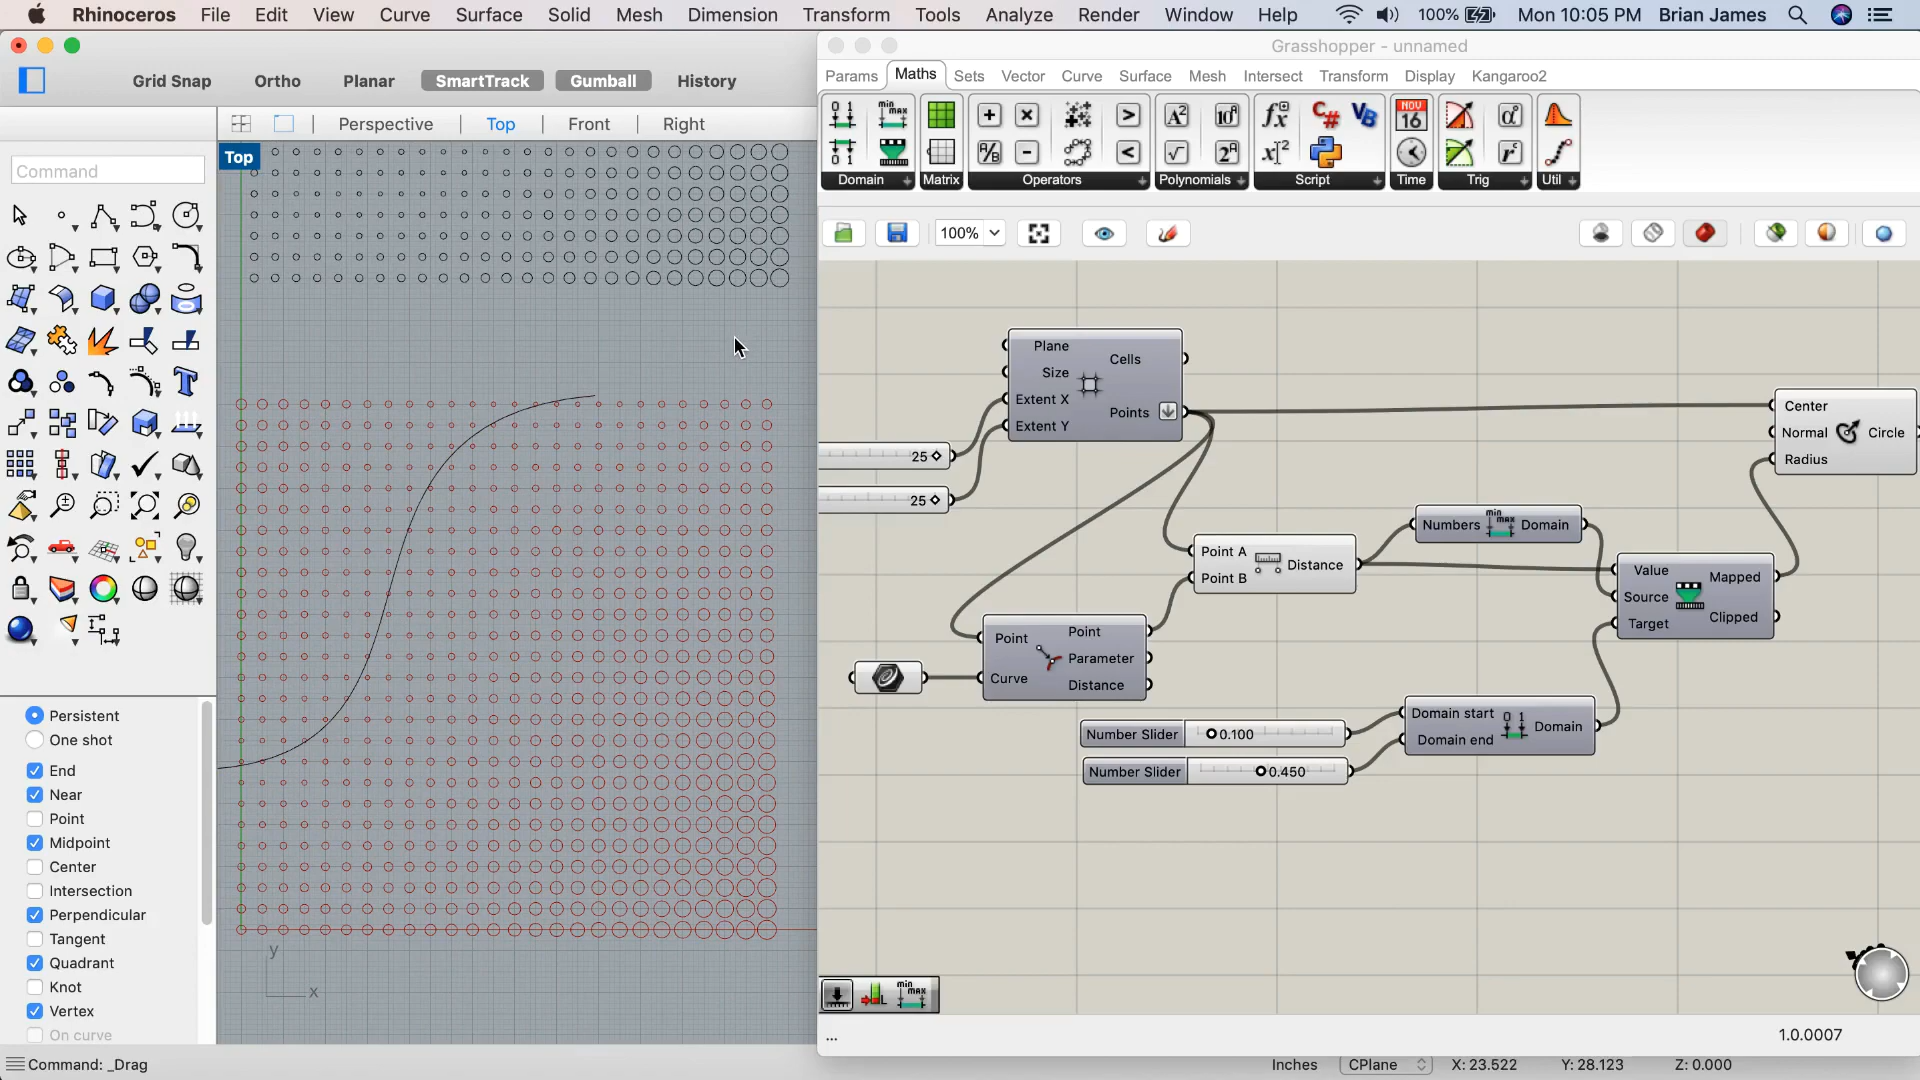 Rhinoceros File Edit View Curve Surface Solid Mesh Dimension Transform Tools Analyze Render Window Help 100% Mon 10:05 PM Brian James
Grasshopper - unnamed
Grid Snap Ortho Planar SmartTrack Gumball History
Params Maths Sets Vector Curve Surface Mesh Intersect Transform Display Kangaroo2
Perspective Top Front Right
Domain Matrix Operators Polynomials Script Time Trig Util
Top
Command
100%
Plane
Size
Extent X
Extent Y
Cells
Points
25
25
Center
Normal
Radius
Circle
Numbers min max Domain
Point A
Point B
Distance
Value
Source
Target
Mapped
Clipped
Point
Curve
Point
Parameter
Distance
Number Slider 0.100
Number Slider 0.450
Domain start
Domain end
0 1
Domain
Persistent
One shot
End
Near
Point
Midpoint
Center
Intersection
Perpendicular
Tangent
Quadrant
Knot
Vertex
On curve
y
x
min max
...
1.0.0007
Command: _Drag
Inches CPlane X: 23.522 Y: 28.123 Z: 0.000